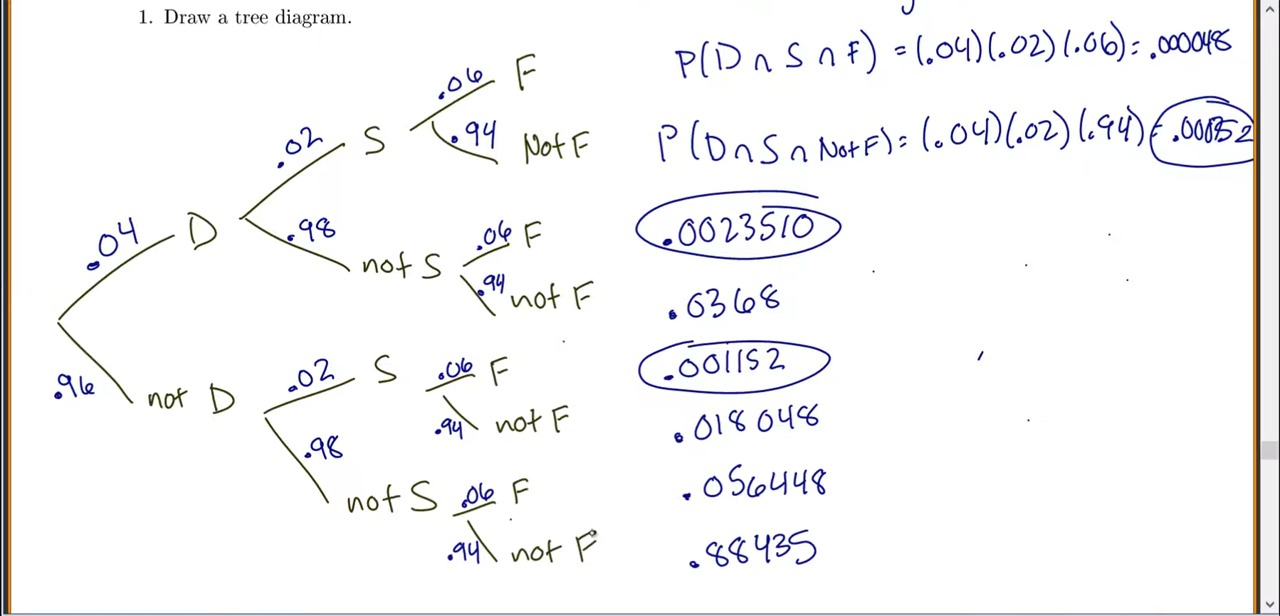 1. Draw a tree diagram.
P(D ∩ S ∩ F) = (.04)(.02)(.06) = .000048
.06 F
.02 S
.94 Not F
P(D ∩ S ∩ Not F) = (.04)(.02)(.94) =
.04 D
.0023510
.98 not S
.06 F
.94 not F
.0368
.96 not D
.02 S
.06 F
.001152
.94 not F
.018048
.98
not S .06 F
.056448
.94 not F
.88435